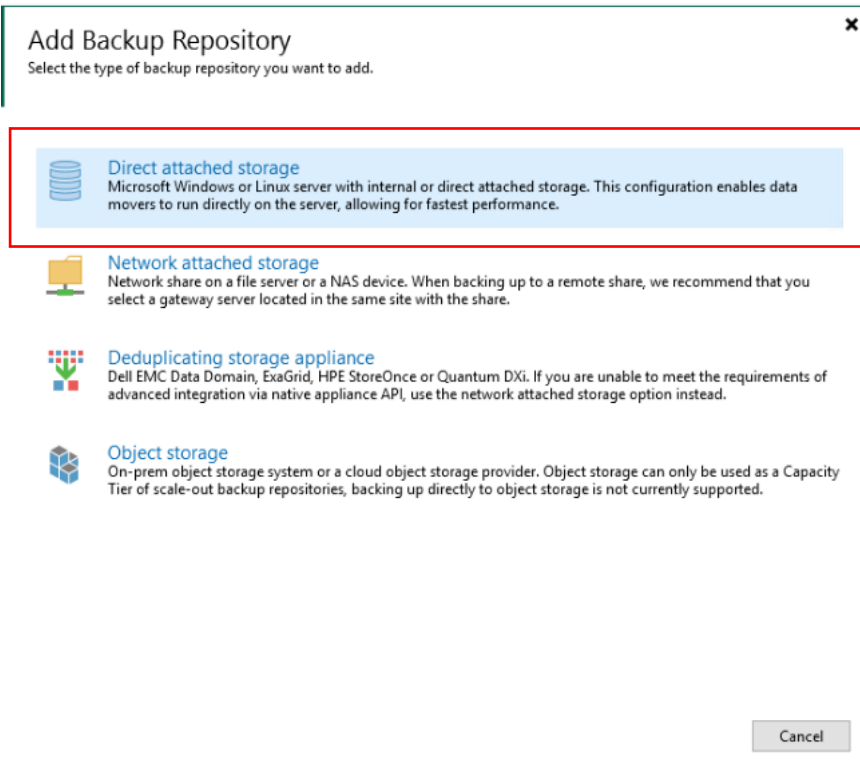 Add Backup Repository
Select the type of backup repository you want to add.
Direct attached storage
Microsoft Windows or Linux server with internal or direct attached storage. This configuration enables data
movers to run directly on the server, allowing for fastest performance.
Network attached storage
Network share on a file server or a NAS device. When backing up to a remote share, we recommend that you
select a gateway server located in the same site with the share.
Deduplicating storage appliance
Dell EMC Data Domain, ExaGrid, HPE StoreOnce or Quantum DXi. If you are unable to meet the requirements of
advanced integration via native appliance API, use the network attached storage option instead.
Object storage
On-prem object storage system or a cloud object storage provider. Object storage can only be used as a Capacity
Tier of scale-out backup repositories, backing up directly to object storage is not currently supported.
Cancel